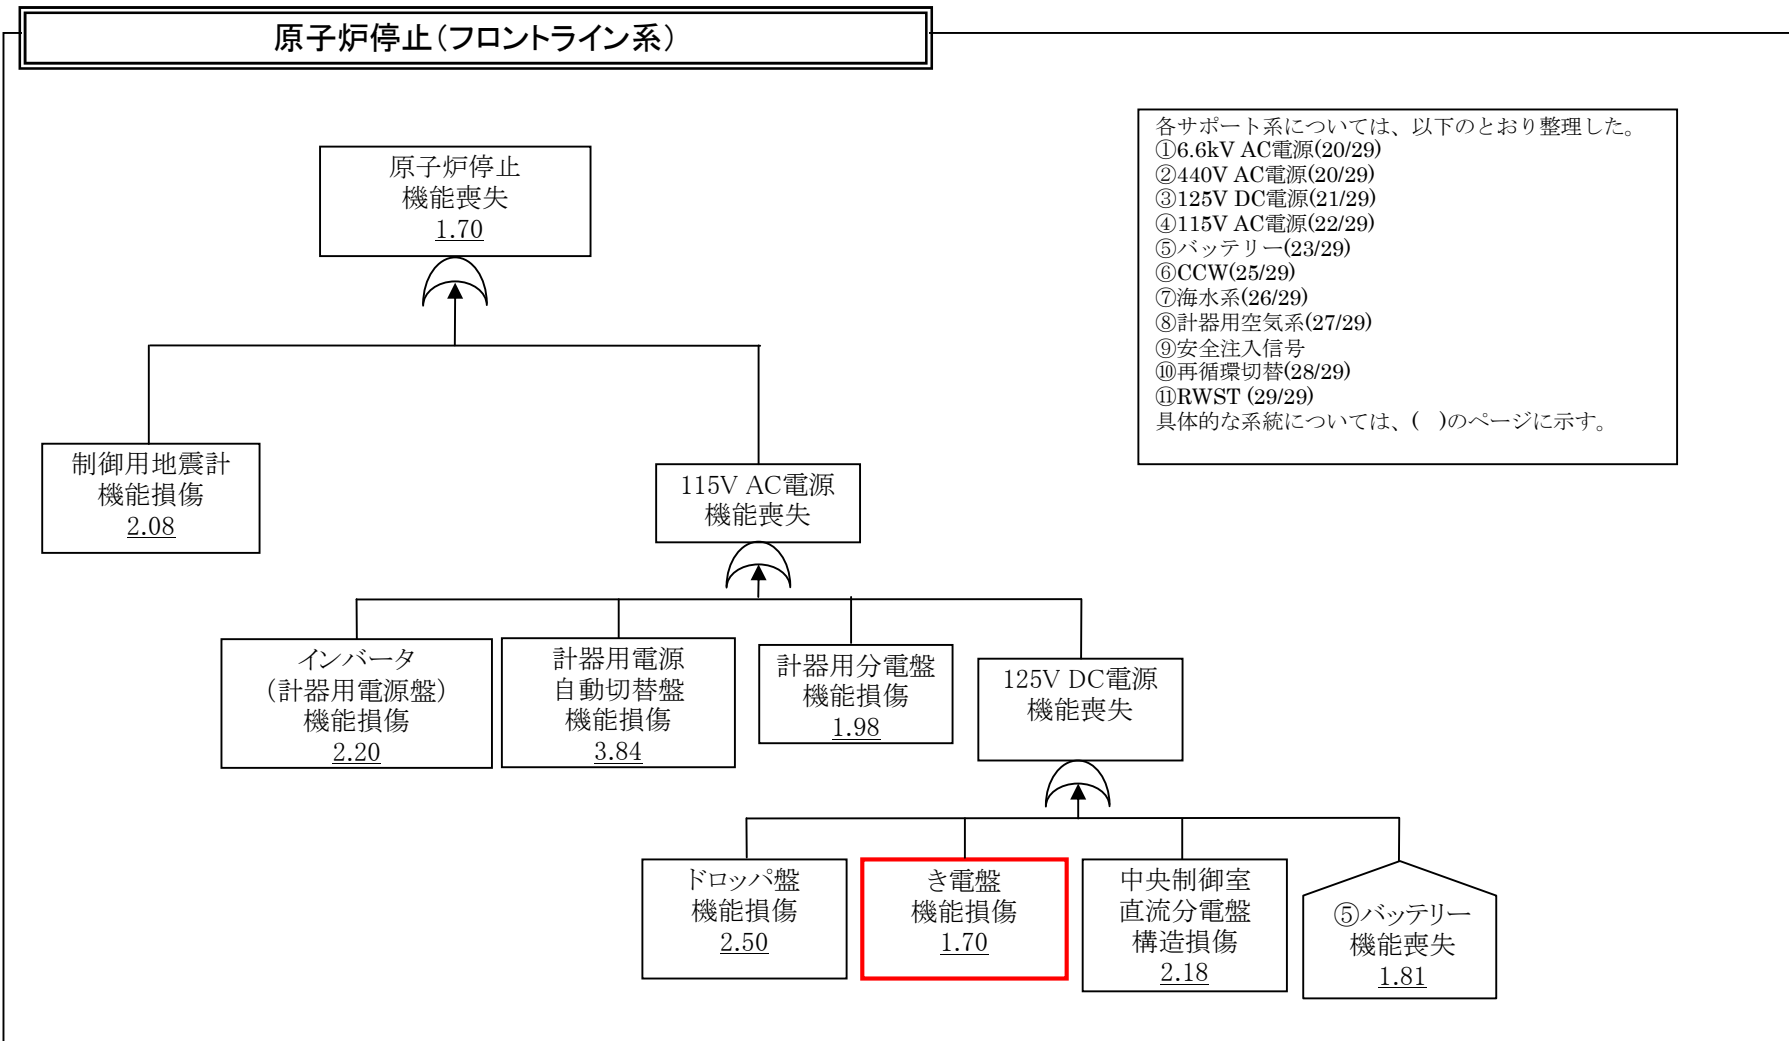 原子炉停止(フロントライン系)
各サポート系については、以下のとおり整理した。
①6.6kV AC電源(20/29)
②440V AC電源(20/29)
③125V DC電源(21/29)
④115V AC電源(22/29)
⑤バッテリー(23/29)
⑥CCW(25/29)
⑦海水系(26/29)
⑧計器用空気系(27/29)
⑨安全注入信号
⑩再循環切替(28/29)
⑪RWST (29/29)
具体的な系統については、(　)のページに示す。
原子炉停止
機能喪失
1.70
制御用地震計
機能損傷
2.08
115V AC電源
機能喪失
インバータ
(計器用電源盤)
機能損傷
2.20
計器用電源
自動切替盤
機能損傷
3.84
計器用分電盤
機能損傷
1.98
125V DC電源
機能喪失
ドロッパ盤
機能損傷
2.50
き電盤
機能損傷
1.70
中央制御室
直流分電盤
構造損傷
2.18
⑤バッテリー
機能喪失
1.81